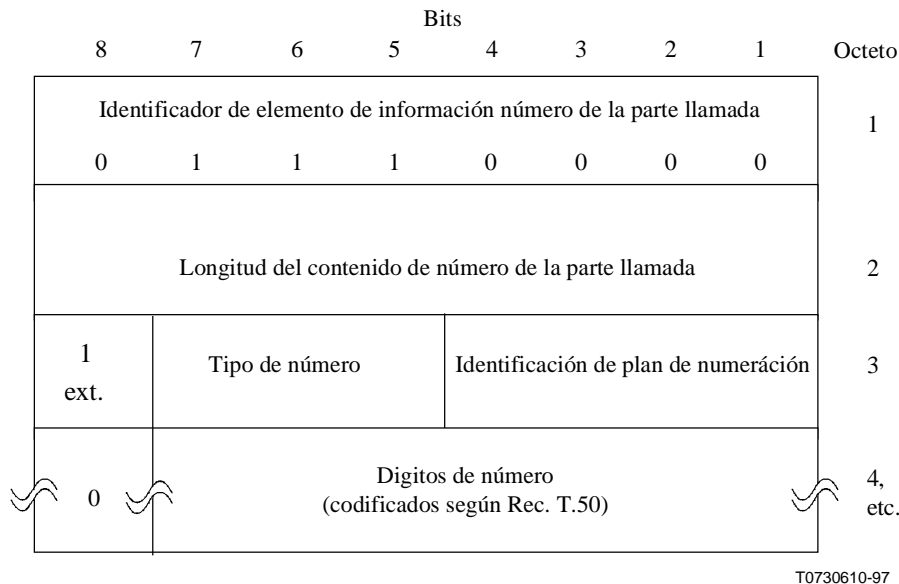 Bits
8 7 6 5 4 3 2 1 Octeto
Identificador de elemento de información número de la parte llamada
1
0 1 1 1 0 0 0 0
Longitud del contenido de número de la parte llamada 2
1
ext.
Tipo de número
Identificación de plan de numeráción
3
0
Digitos de número
(codificados según Rec. T.50)
4,
etc.
T0730610-97